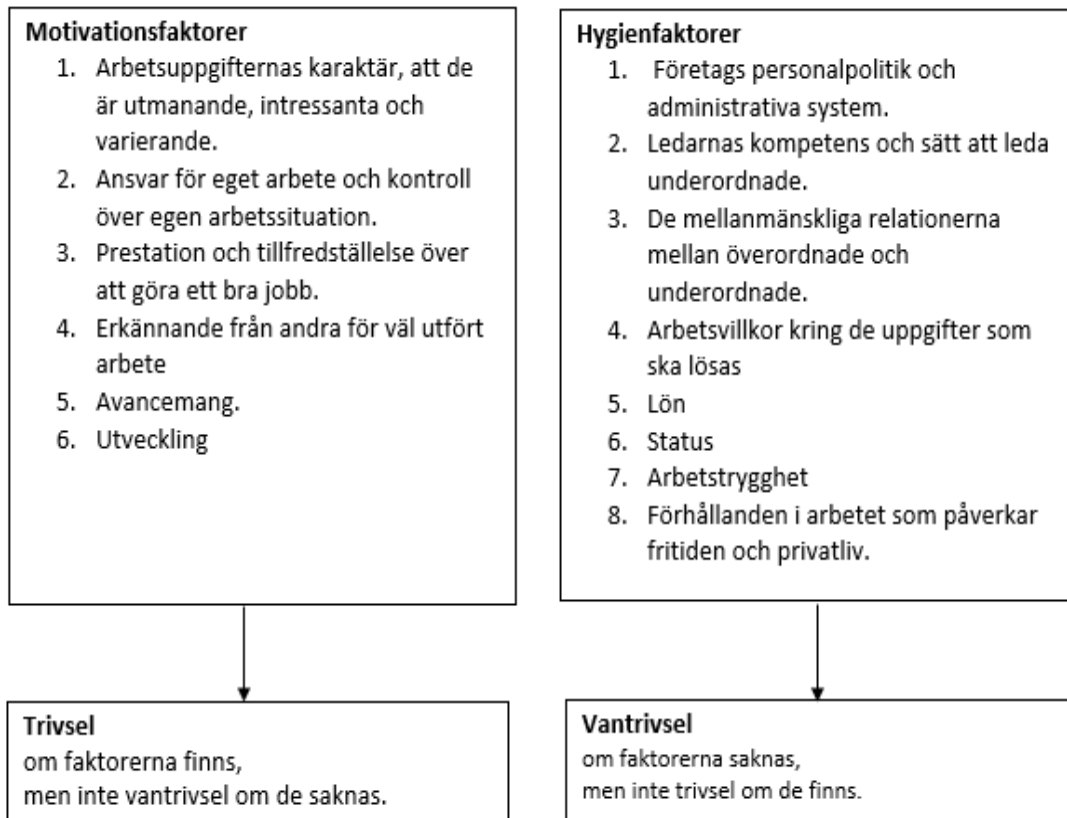 Motivationsfaktorer
1. Arbetsuppgifternas karaktär, att de
är utmanande, intressanta och
varierande.
2. Ansvar för eget arbete och kontroll
över egen arbetssituation.
3. Prestation och tillfredställelse över
att göra ett bra jobb.
4. Erkännande från andra för väl utfört
arbete
5. Avancemang.
6. Utveckling
Hygienfaktorer
1. Företags personalpolitik och
administrativa system.
2. Ledarnas kompetens och sätt att leda
underordnade.
3. De mellanmänskliga relationerna
mellan överordnade och
underordnade.
4. Arbetsvillkor kring de uppgifter som
ska lösas
5. Lön
6. Status
7. Arbetstrygghet
8. Förhållanden i arbetet som påverkar
fritiden och privatliv.
Trivsel
om faktorerna finns,
men inte vantrivsel om de saknas.
Vantrivsel
om faktorerna saknas,
men inte trivsel om de finns.